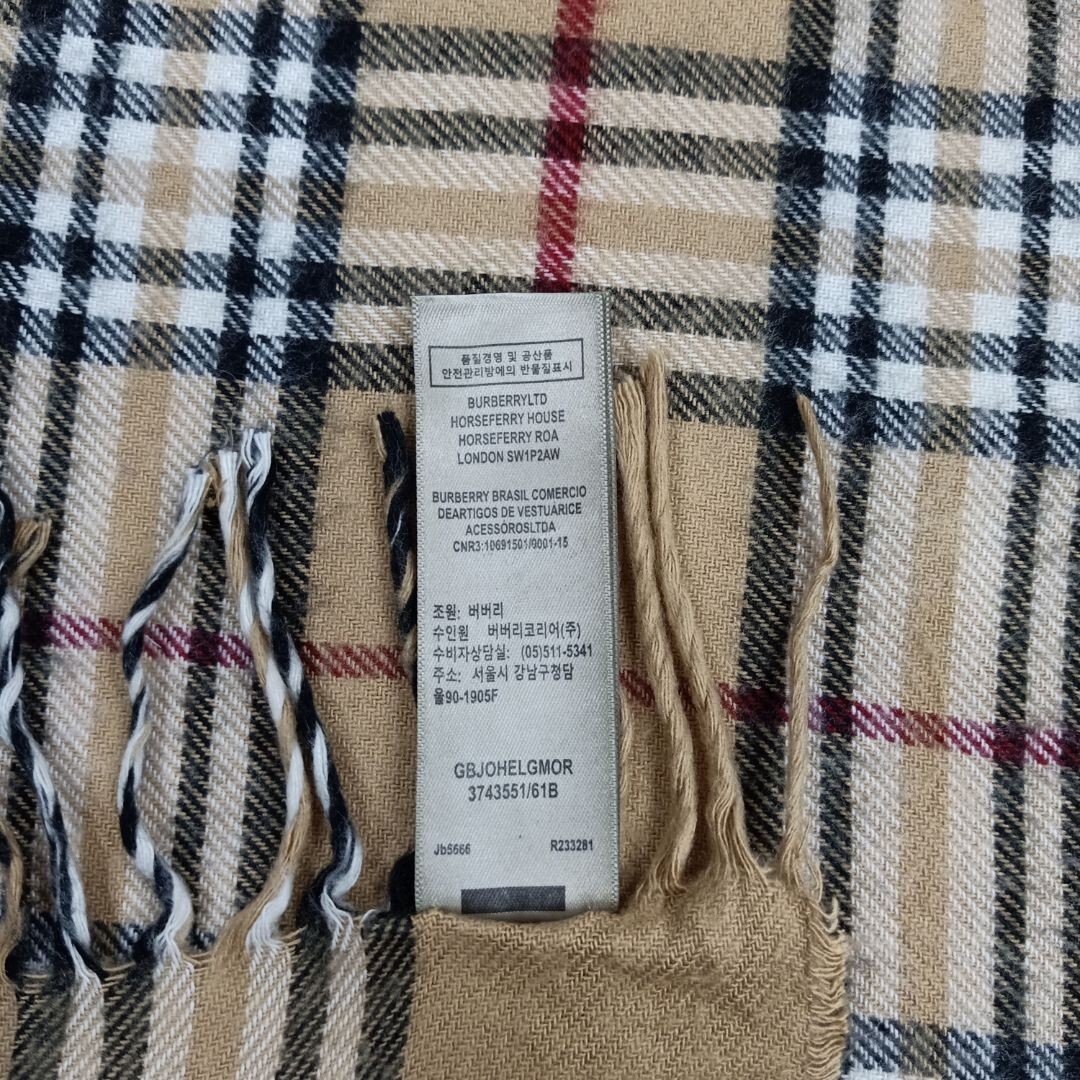 품질경영 및 공산품
안전관리방에의 반물질표시
BURBERRYLTD
HORSEFERRY HOUSE
HORSEFERRY ROA
LONDON SW1P2AW
BURBERRY BRASIL COMERCIO
DEARTIGOS DE VESTUÁRICE
ACESSÓROSLTDA
CNR3:10691501/0001-15
조원: 버버리
수인원 버버리코리어(주)
수비자상담실: (05)511-5341
주소: 서울시 강남구청담
올90-1905F
GBJOHELGMOR
3743551/61B
Jb5666 R233281